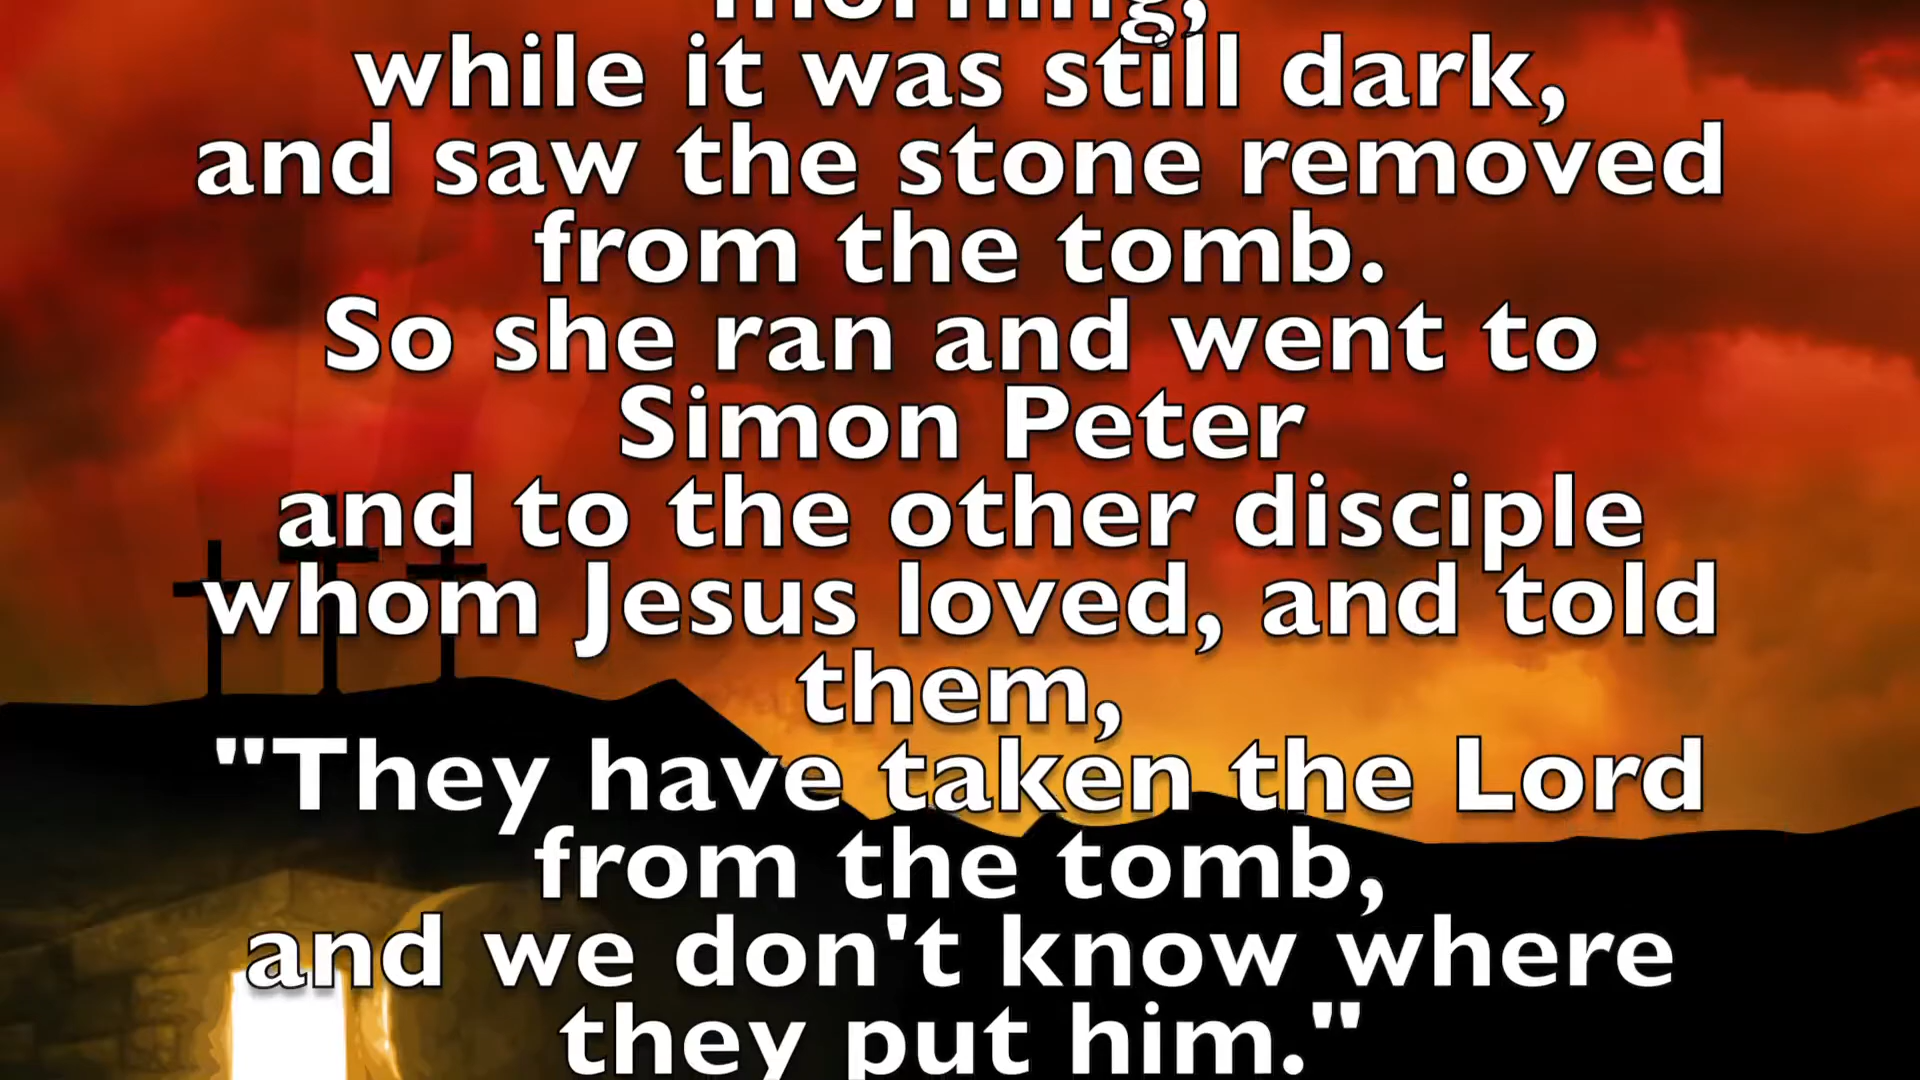 morning,
while it was still dark,
and saw the stone removed
from the tomb.
So she ran and went to
Simon Peter
and to the other disciple
whom Jesus loved, and told
them,
"They have taken the Lord
from the tomb,
and we don't know where
they put him."